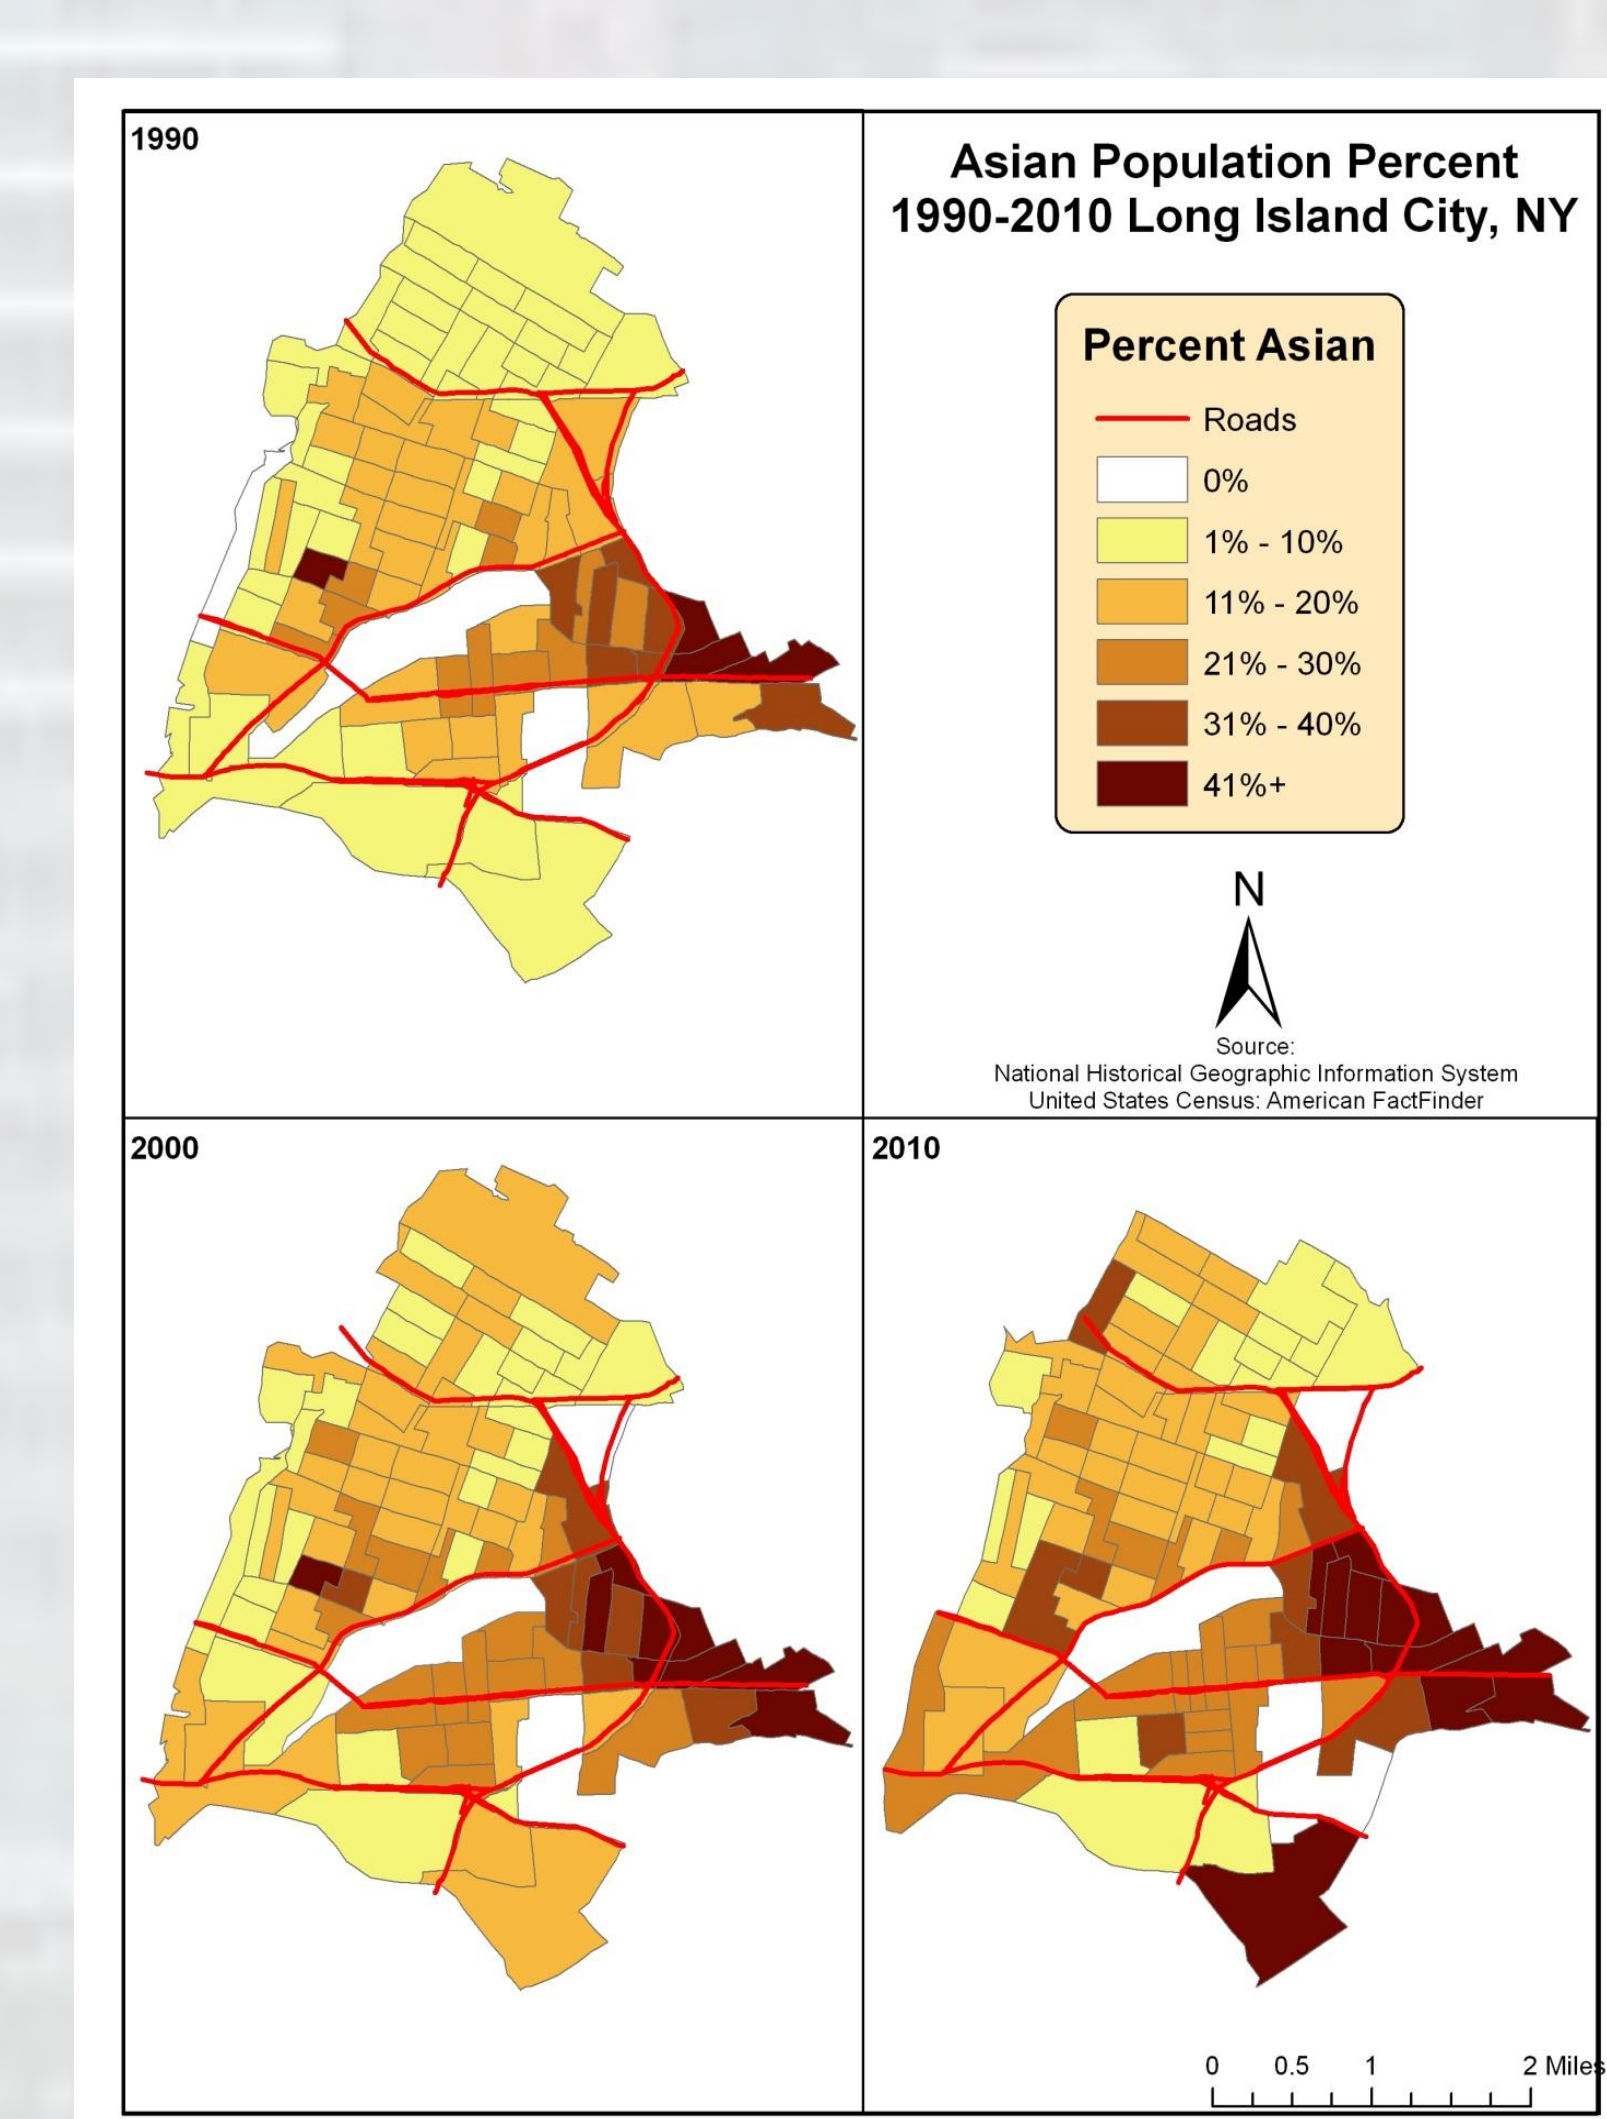 1990
Asian Population Percent
1990-2010 Long Island City, NY
Percent Asian
Roads
0%
1% - 10%
11% - 20%
21% - 30%
31% - 40%
41%+
N
Source:
National Historical Geographic Information System
United States Census: American FactFinder
2000
2010
0 0.5 1 2 Miles